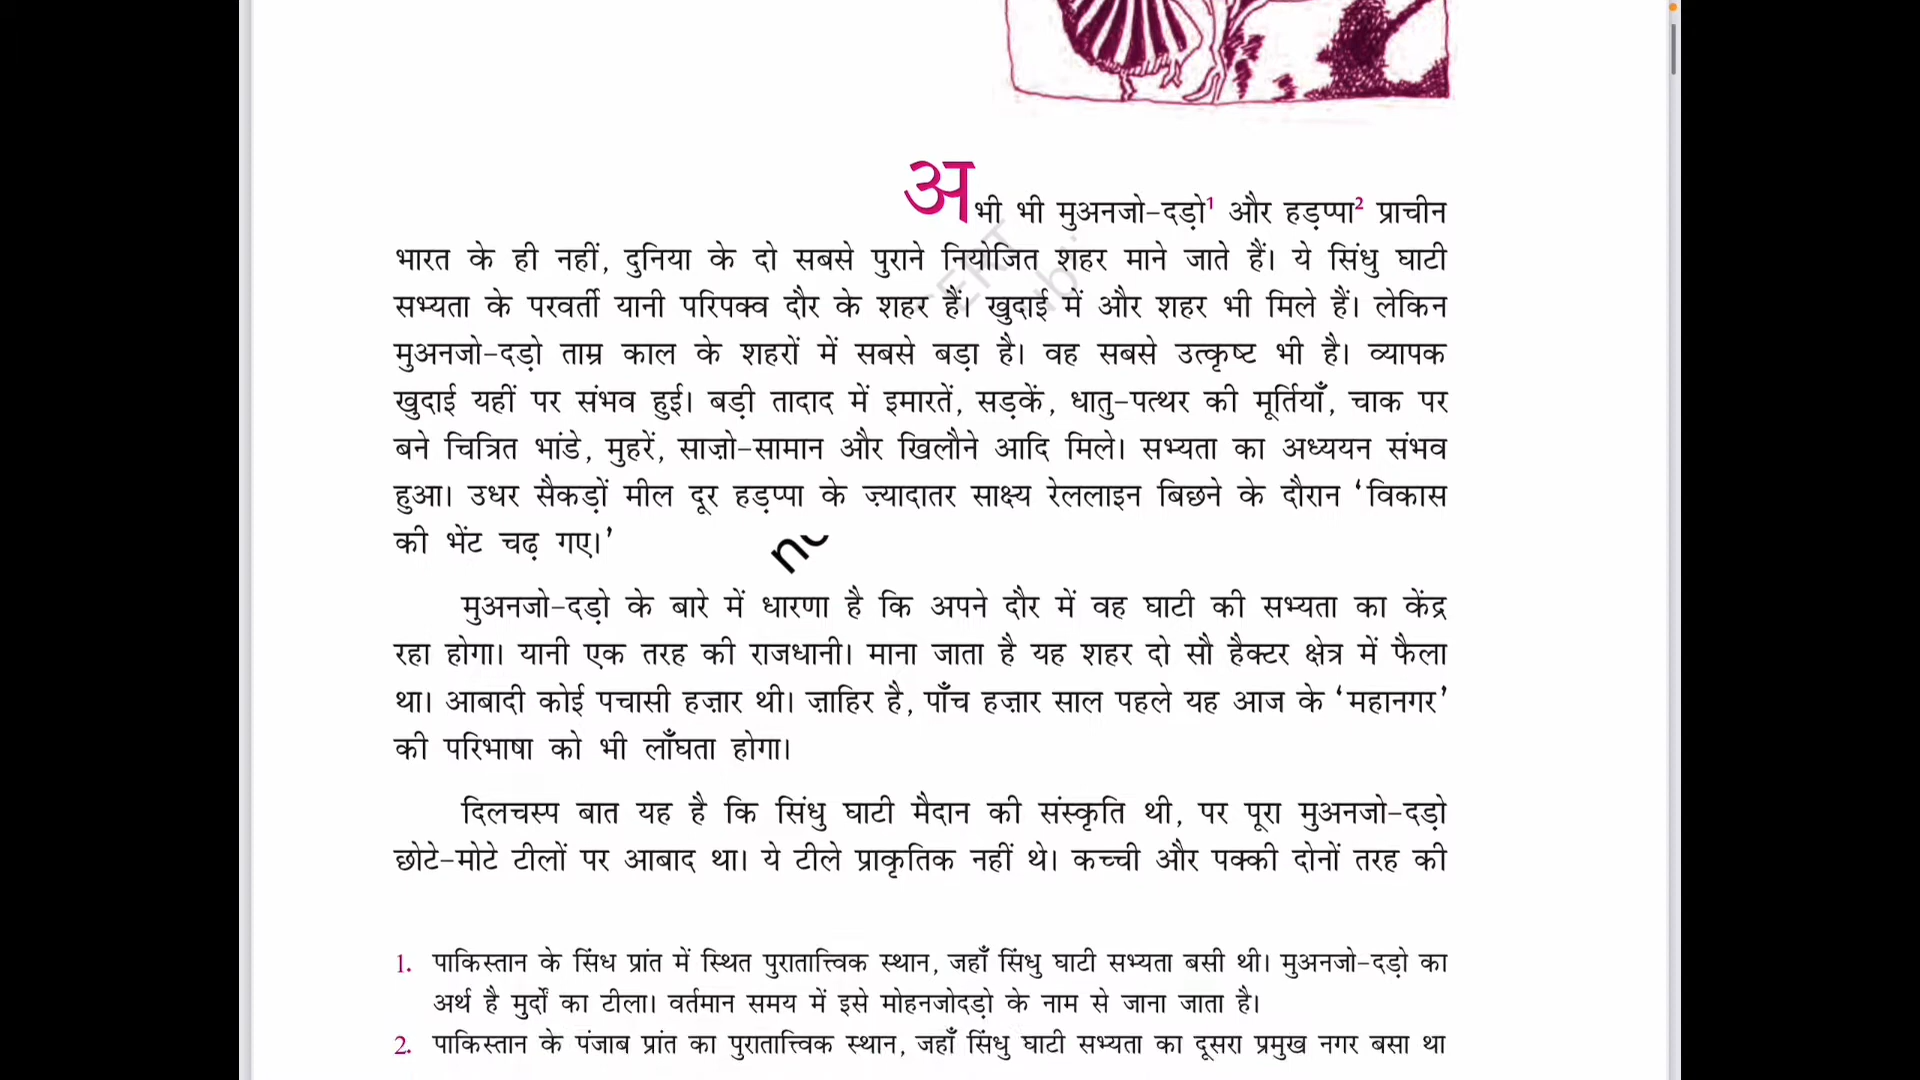 अभी भी मुअनजो-दड़ो1 और हड़प्पा2 प्राचीन
भारत के ही नहीं, दुनिया के दो सबसे पुराने नियोजित शहर माने जाते हैं। ये सिंधु घाटी
सभ्यता के परवर्ती यानी परिपक्व दौर के शहर हैं। खुदाई में और शहर भी मिले हैं। लेकिन
मुअनजो-दड़ो ताम्र काल के शहरों में सबसे बड़ा है। वह सबसे उत्कृष्ट भी है। व्यापक
खुदाई यहीं पर संभव हुई। बड़ी तादाद में इमारतें, सड़कें, धातु-पत्थर की मूर्तियाँ, चाक पर
बने चित्रित भांडे, मुहरें, साज़ो-सामान और खिलौने आदि मिले। सभ्यता का अध्ययन संभव
हुआ। उधर सैकड़ों मील दूर हड़प्पा के ज़्यादातर साक्ष्य रेललाइन बिछने के दौरान ‘विकास
की भेंट चढ़ गए।’
मुअनजो-दड़ो के बारे में धारणा है कि अपने दौर में वह घाटी की सभ्यता का केंद्र
रहा होगा। यानी एक तरह की राजधानी। माना जाता है यह शहर दो सौ हैक्टर क्षेत्र में फैला
था। आबादी कोई पचासी हज़ार थी। ज़ाहिर है, पाँच हज़ार साल पहले यह आज के ‘महानगर’
की परिभाषा को भी लाँघता होगा।
दिलचस्प बात यह है कि सिंधु घाटी मैदान की संस्कृति थी, पर पूरा मुअनजो-दड़ो
छोटे-मोटे टीलों पर आबाद था। ये टीले प्राकृतिक नहीं थे। कच्ची और पक्की दोनों तरह की
1. पाकिस्तान के सिंध प्रांत में स्थित पुरातात्त्विक स्थान, जहाँ सिंधु घाटी सभ्यता बसी थी। मुअनजो-दड़ो का
अर्थ है मुर्दों का टीला। वर्तमान समय में इसे मोहनजोदड़ो के नाम से जाना जाता है।
2. पाकिस्तान के पंजाब प्रांत का पुरातात्त्विक स्थान, जहाँ सिंधु घाटी सभ्यता का दूसरा प्रमुख नगर बसा था